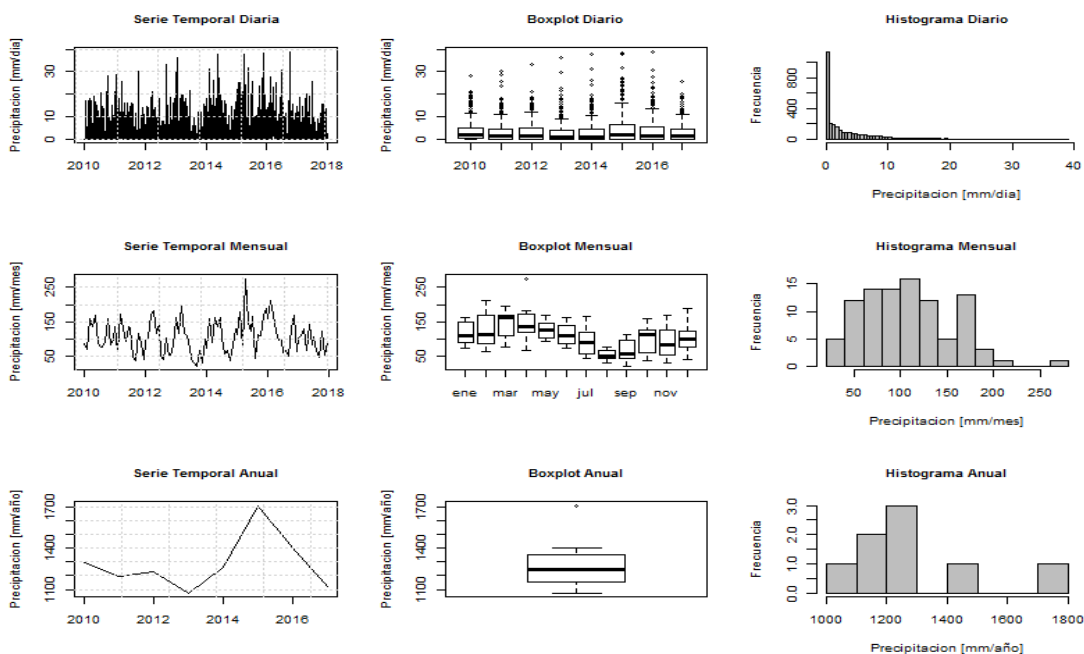 Serie Temporal Diaria
Precipitacion [mm/dia]
0 10 30
2010 2012 2014 2016 2018
Boxplot Diario
Precipitacion [mm/dia]
0 10 30
2010 2012 2014 2016
Histograma Diario
Frecuencia
0 400 800
0 10 20 30 40
Precipitacion [mm/dia]
Serie Temporal Mensual
Precipitacion [mm/mes]
50 150 250
2010 2012 2014 2016 2018
Boxplot Mensual
Precipitacion [mm/mes]
50 150 250
ene mar may jul sep nov
Histograma Mensual
Frecuencia
0 5 10 15
50 100 150 200 250
Precipitacion [mm/mes]
Serie Temporal Anual
Precipitacion [mm/año]
1100 1400 1700
2010 2012 2014 2016
Boxplot Anual
Precipitacion [mm/año]
1100 1400 1700
Histograma Anual
Frecuencia
0.0 1.0 2.0 3.0
1000 1200 1400 1600 1800
Precipitacion [mm/año]